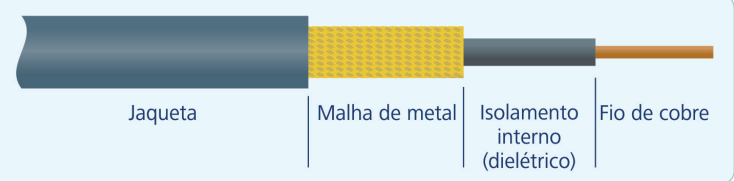 Jaqueta
Malha de metal
Isolamento
interno
(dielétrico)
Fio de cobre